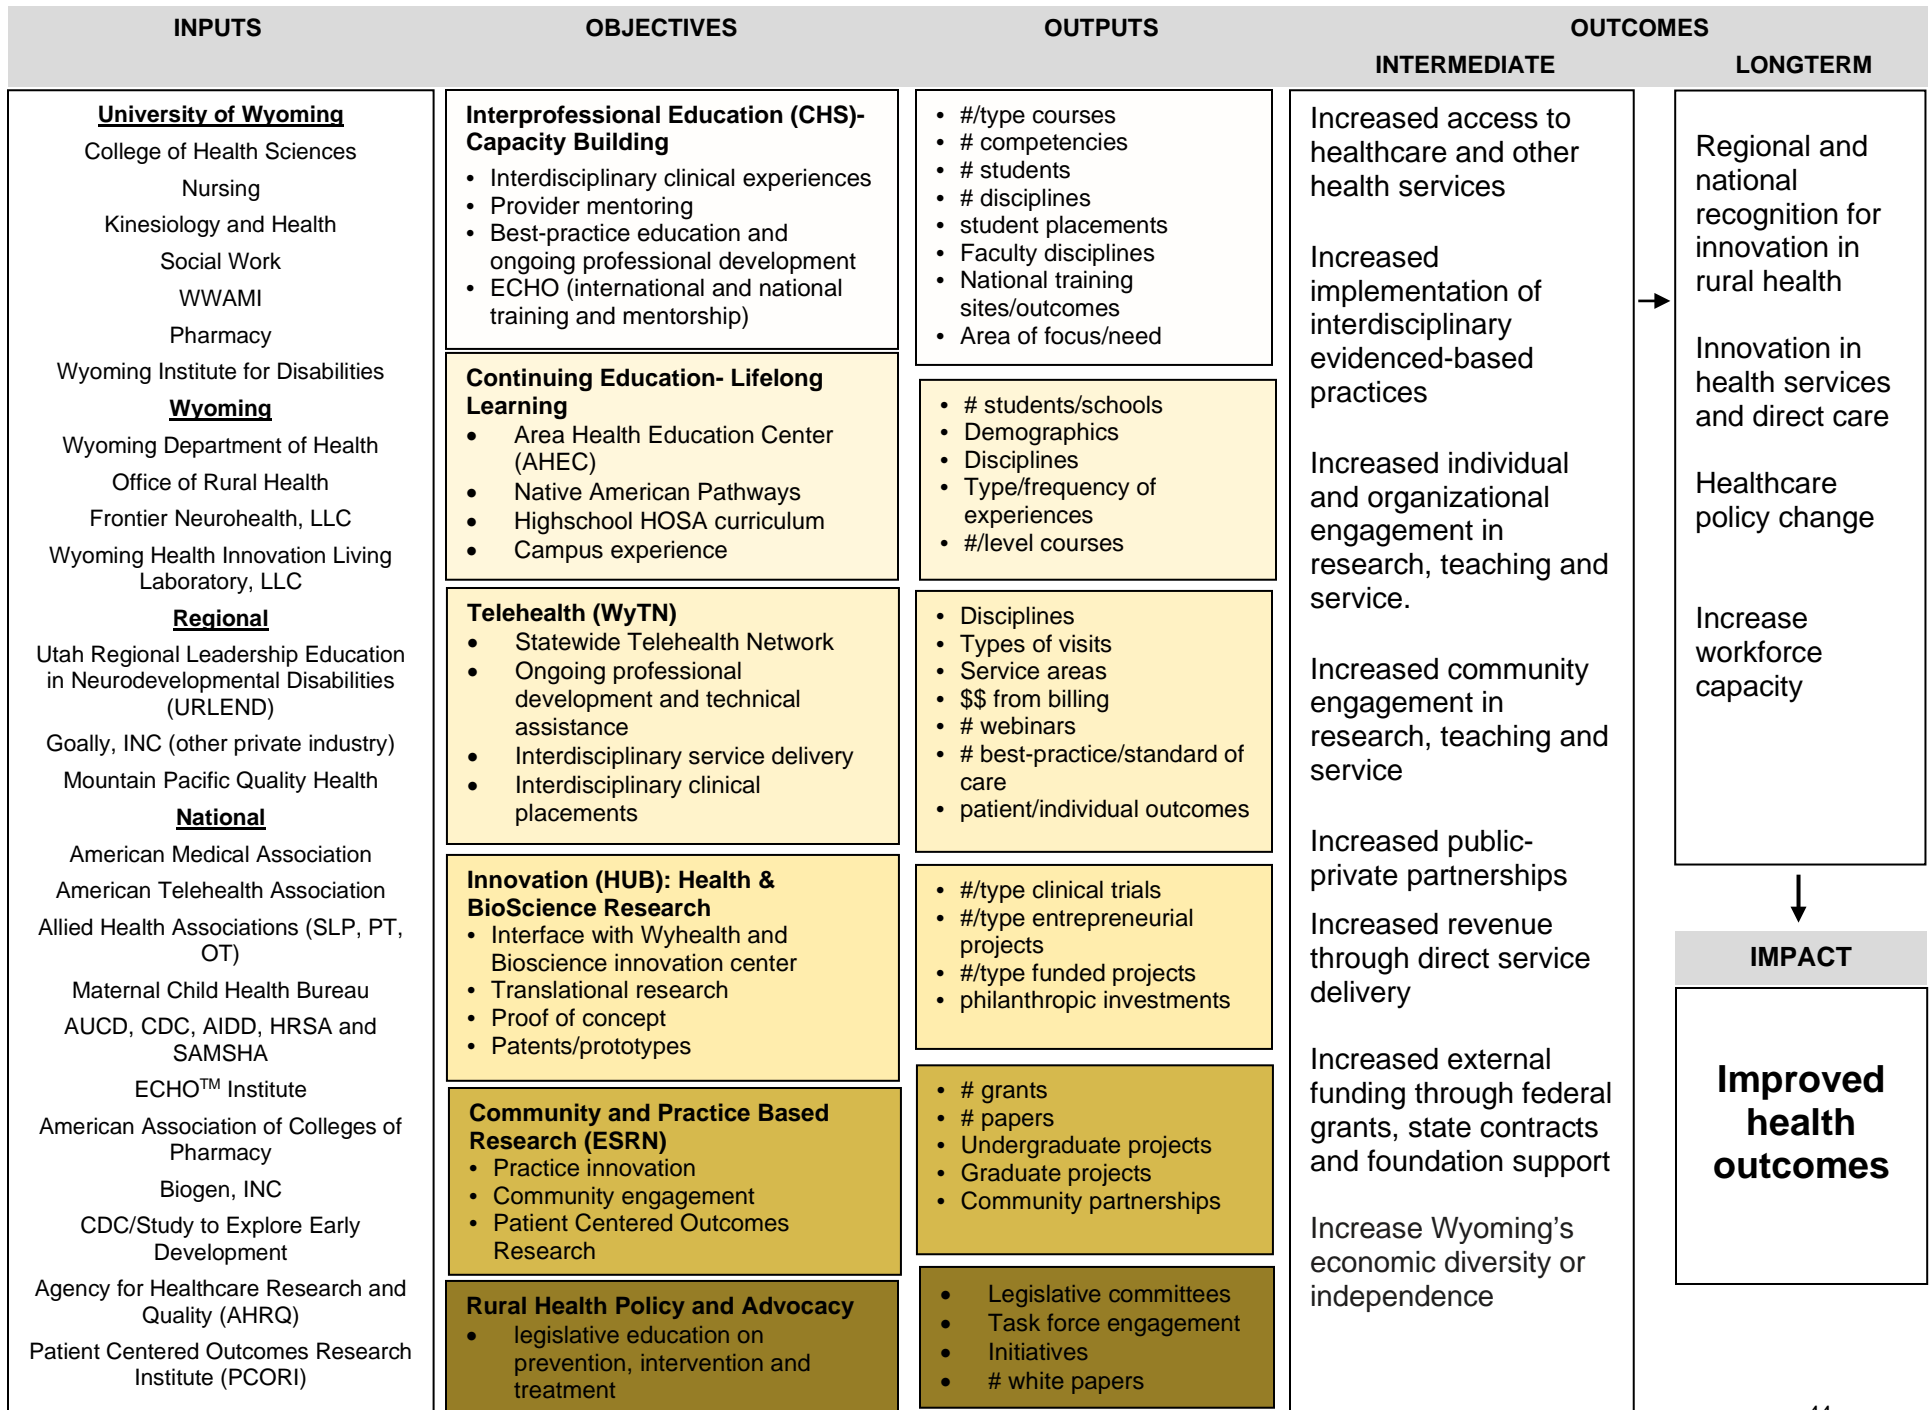 INPUTS
OBJECTIVES
OUTPUTS
OUTCOMES
INTERMEDIATE
LONGTERM
University of Wyoming
College of Health Sciences
Nursing
Kinesiology and Health
Social Work
WWAMI
Pharmacy
Wyoming Institute for Disabilities
Wyoming
Wyoming Department of Health
Office of Rural Health
Frontier Neurohealth, LLC
Wyoming Health Innovation Living
Laboratory, LLC
Regional
Utah Regional Leadership Education
in Neurodevelopmental Disabilities
(URLEND)
Goally, INC (other private industry)
Mountain Pacific Quality Health
National
American Medical Association
American Telehealth Association
Allied Health Associations (SLP, PT,
OT)
Maternal Child Health Bureau
AUCD, CDC, AIDD, HRSA and
SAMSHA
ECHO™ Institute
American Association of Colleges of
Pharmacy
Biogen, INC
CDC/Study to Explore Early
Development
Agency for Healthcare Research and
Quality (AHRQ)
Patient Centered Outcomes Research
Institute (PCORI)
Interprofessional Education (CHS)-
Capacity Building
• Interdisciplinary clinical experiences
• Provider mentoring
• Best-practice education and
ongoing professional development
• ECHO (international and national
training and mentorship)
Continuing Education- Lifelong
Learning
• Area Health Education Center
(AHEC)
• Native American Pathways
• Highschool HOSA curriculum
• Campus experience
Telehealth (WyTN)
• Statewide Telehealth Network
• Ongoing professional
development and technical
assistance
• Interdisciplinary service delivery
• Interdisciplinary clinical
placements
Innovation (HUB): Health &
BioScience Research
• Interface with Wyhealth and
Bioscience innovation center
• Translational research
• Proof of concept
• Patents/prototypes
Community and Practice Based
Research (ESRN)
• Practice innovation
• Community engagement
• Patient Centered Outcomes
Research
Rural Health Policy and Advocacy
• legislative education on
prevention, intervention and
treatment
• #/type courses
• # competencies
• # students
• # disciplines
• student placements
• Faculty disciplines
• National training
sites/outcomes
• Area of focus/need
• # students/schools
• Demographics
• Disciplines
• Type/frequency of
experiences
• #/level courses
• Disciplines
• Types of visits
• Service areas
• $$ from billing
• # webinars
• # best-practice/standard of
care
• patient/individual outcomes
• #/type clinical trials
• #/type entrepreneurial
projects
• #/type funded projects
• philanthropic investments
• # grants
• # papers
• Undergraduate projects
• Graduate projects
• Community partnerships
• Legislative committees
• Task force engagement
• Initiatives
• # white papers
Increased access to
healthcare and other
health services
Increased
implementation of
interdisciplinary
evidenced-based
practices
Increased individual
and organizational
engagement in
research, teaching and
service.
Increased community
engagement in
research, teaching and
service
Increased public-
private partnerships
Increased revenue
through direct service
delivery
Increased external
funding through federal
grants, state contracts
and foundation support
Increase Wyoming's
economic diversity or
independence
Regional and
national
recognition for
innovation in
rural health
Innovation in
health services
and direct care
Healthcare
policy change
Increase
workforce
capacity
IMPACT
Improved
health
outcomes